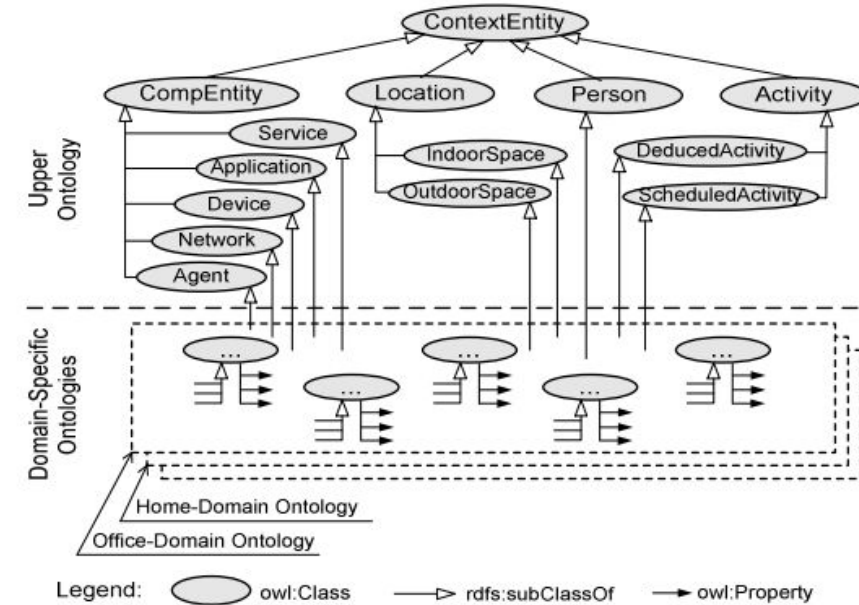 ContextEntity
CompEntity
Location
Person
Activity
Service
Application
Device
Network
Agent
IndoorSpace
OutdoorSpace
DeducedActivity
ScheduledActivity
Upper
Ontology
Domain-Specific
Ontologies
...
...
...
...
...
Home-Domain Ontology
Office-Domain Ontology
Legend: owl:Class rdfs:subClassOf owl:Property